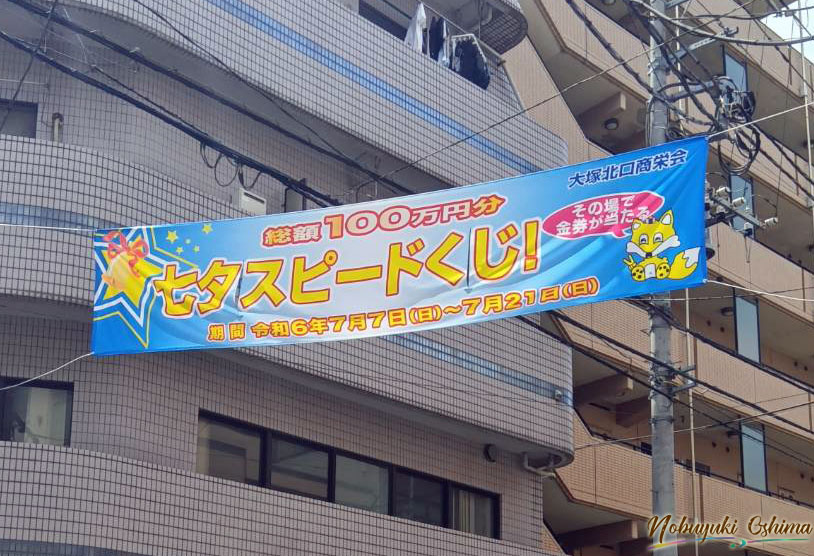 大塚北口商栄会
総額100万円分
七夕スピードくじ!
その場で
金券が当たる
期間 令和6年7月7日(日)~7月21日(日)
Nobuyuki Oshima